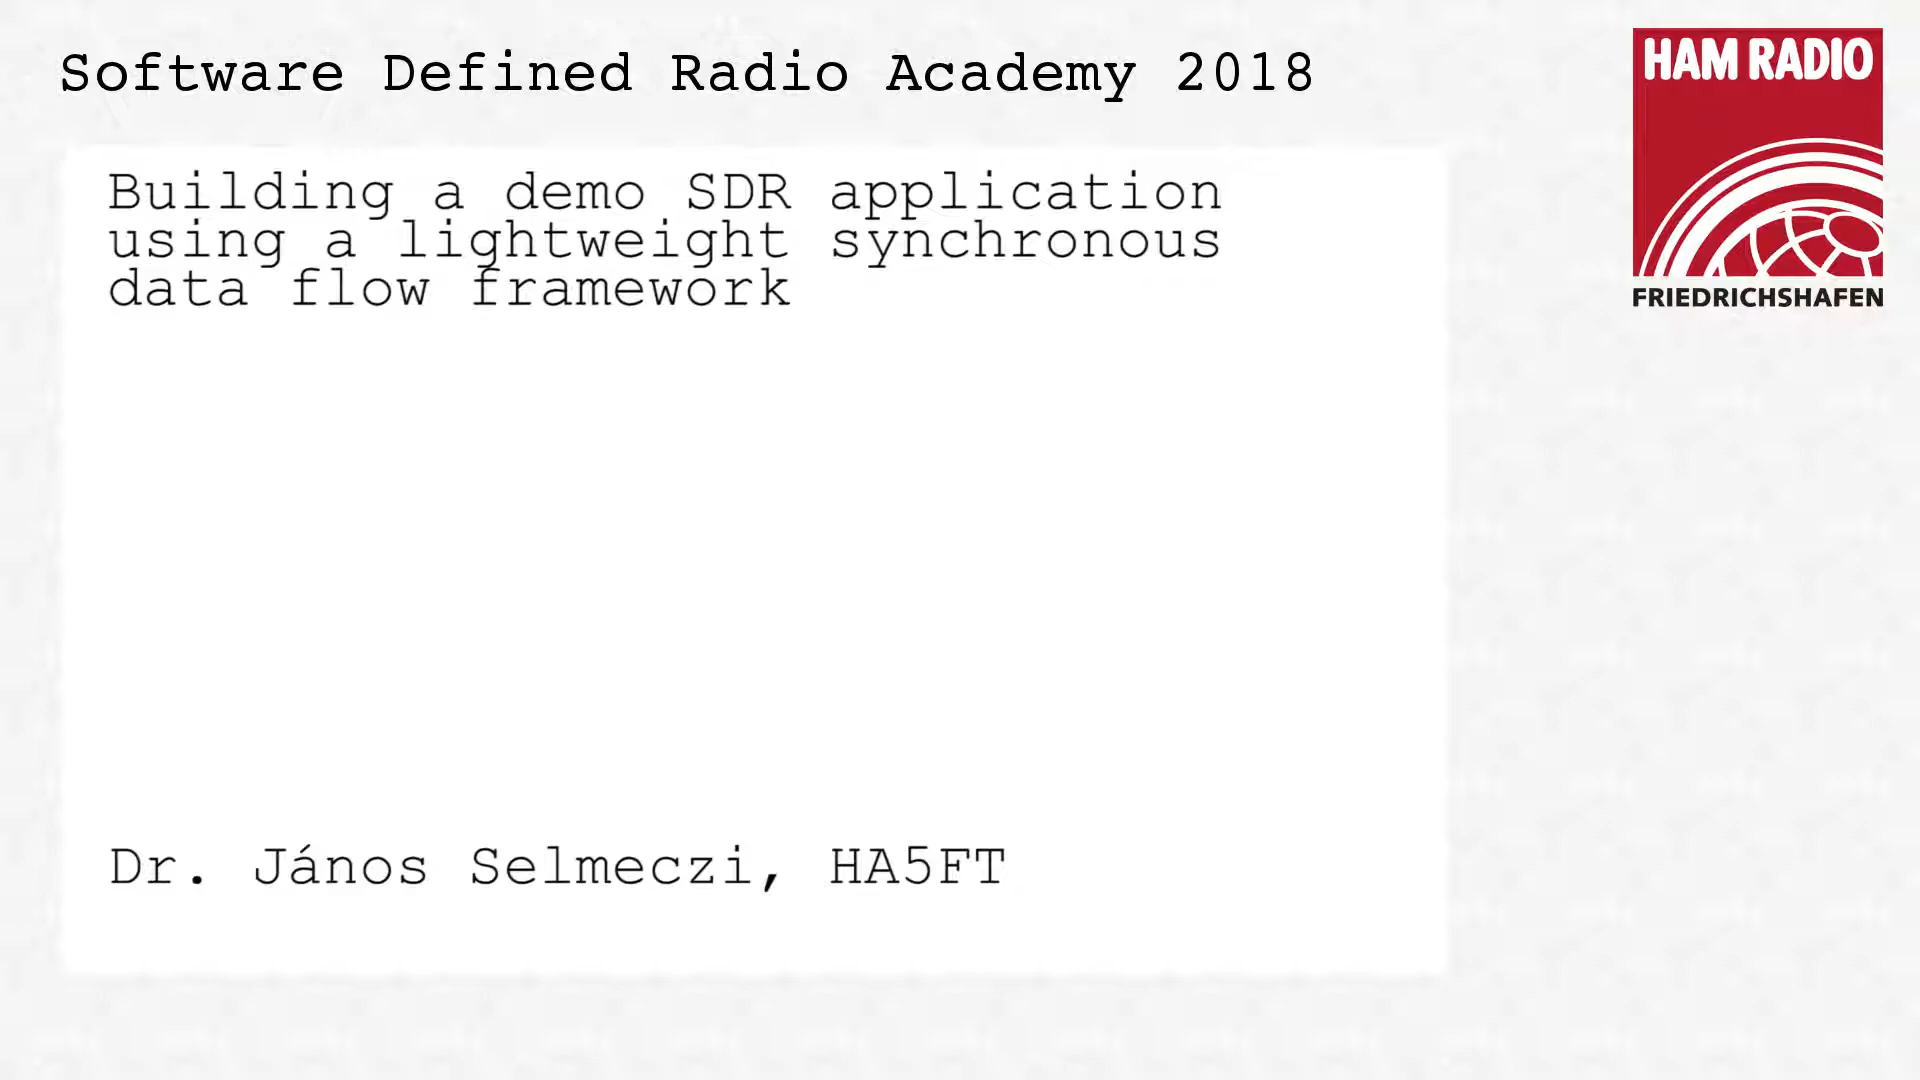 Software Defined Radio Academy 2018
HAM RADIO
FRIEDRICHSHAFEN
Building a demo SDR application
using a lightweight synchronous
data flow framework
Dr. János Selmeczi, HA5FT